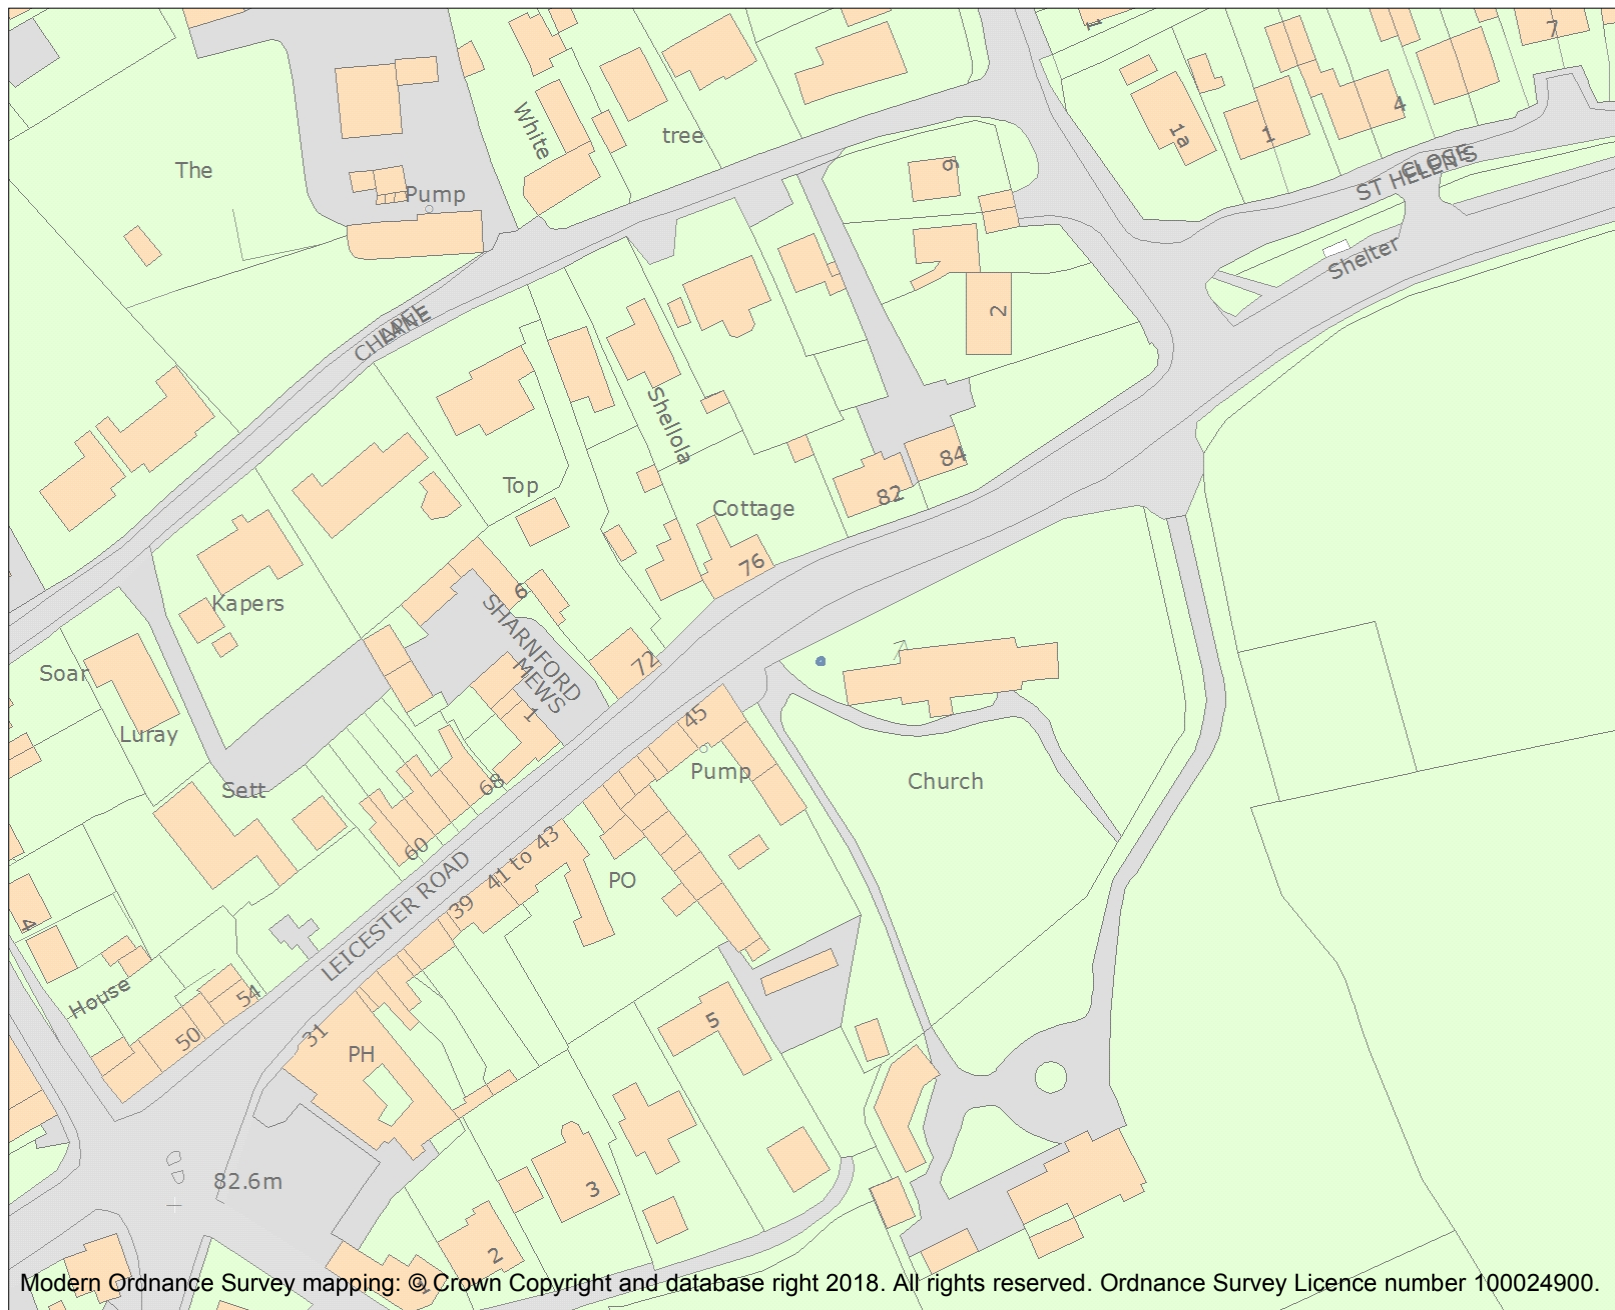 1
7
White
tree
1a
1
4
The
Pump
6
ST HELENS
CLOSE
Shelter
2
CHAPEL
LANE
Shellola
Top
84
82
Cottage
76
6
Kapers
SHARNFORD
MEWS
72
Soar
Luray
1
45
Pump
Church
Sett
68
60
41 to 43
PO
39
LEICESTER ROAD
4
House
54
50
31
PH
5
82.6m
3
2
Modern Ordnance Survey mapping: © Crown Copyright and database right 2018. All rights reserved. Ordnance Survey Licence number 100024900.